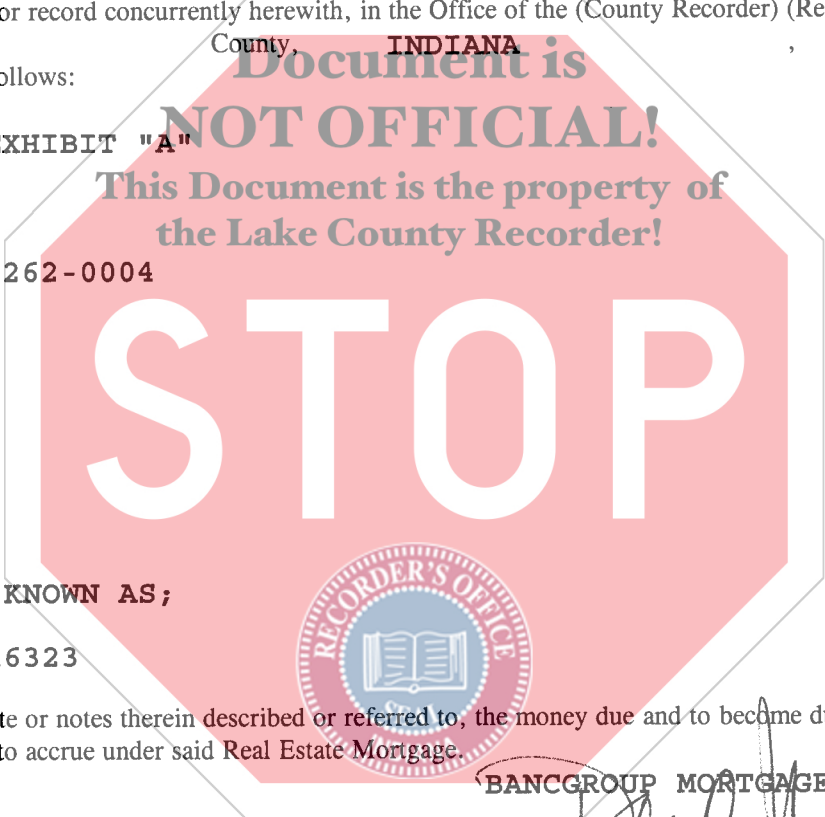 or record concurrently herewith, in the Office of the (County Recorder) (Re
County, INDIANA ,
Document is
ollows:
NOT OFFICIAL!
XHIBIT "A"
This Document is the property of
the Lake County Recorder!
262-0004
STOP
RECORDER'S OFFICE
KNOWN AS;
6323
SEAL
te or notes therein described or referred to, the money due and to become d
to accrue under said Real Estate Mortgage.
BANCGROUP MORTGAGE